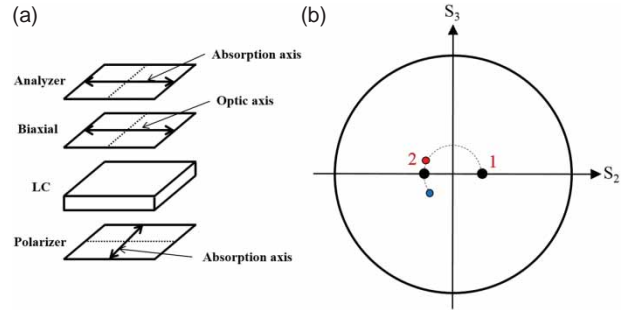 (a)
Absorption axis
Analyzer
Optic axis
Biaxial
LC
Polarizer
Absorption axis
(b)
S3
2
1
S2